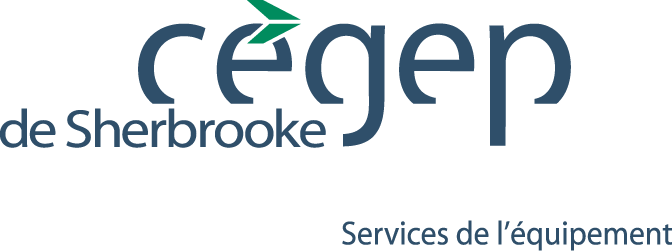 cégep
de Sherbrooke
Services de l'équipement